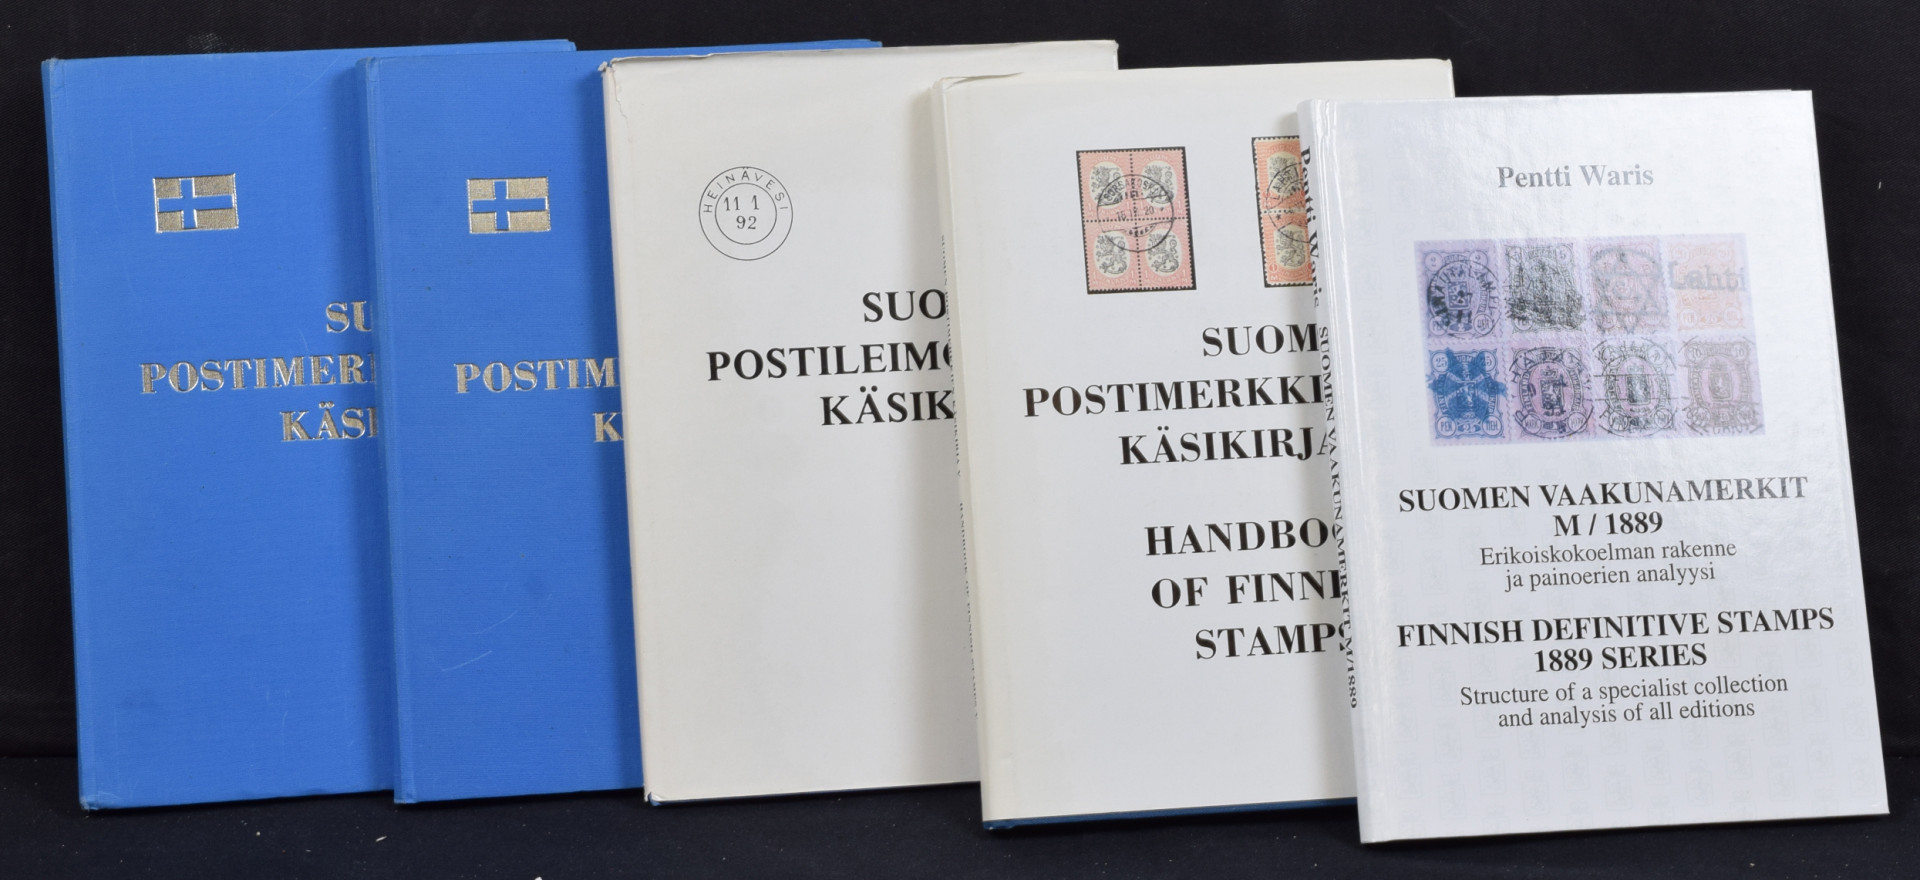 SU
POSTIMER
KÄSI
POSTIM
K
HEINÄVESI
11 1
92
SUO
POSTILEIM
KÄSIK
SUOM
POSTIMERKKI
KÄSIKIRJA
HANDBO
OF FINN
STAMPS
Pentti Waris SUOMEN VAAKUNAMERKIT M/1889
Pentti Waris
Lahti
SUOMEN VAAKUNAMERKIT
M / 1889
Erikoiskokoelman rakenne
ja painoerien analyysi
FINNISH DEFINITIVE STAMPS
1889 SERIES
Structure of a specialist collection
and analysis of all editions